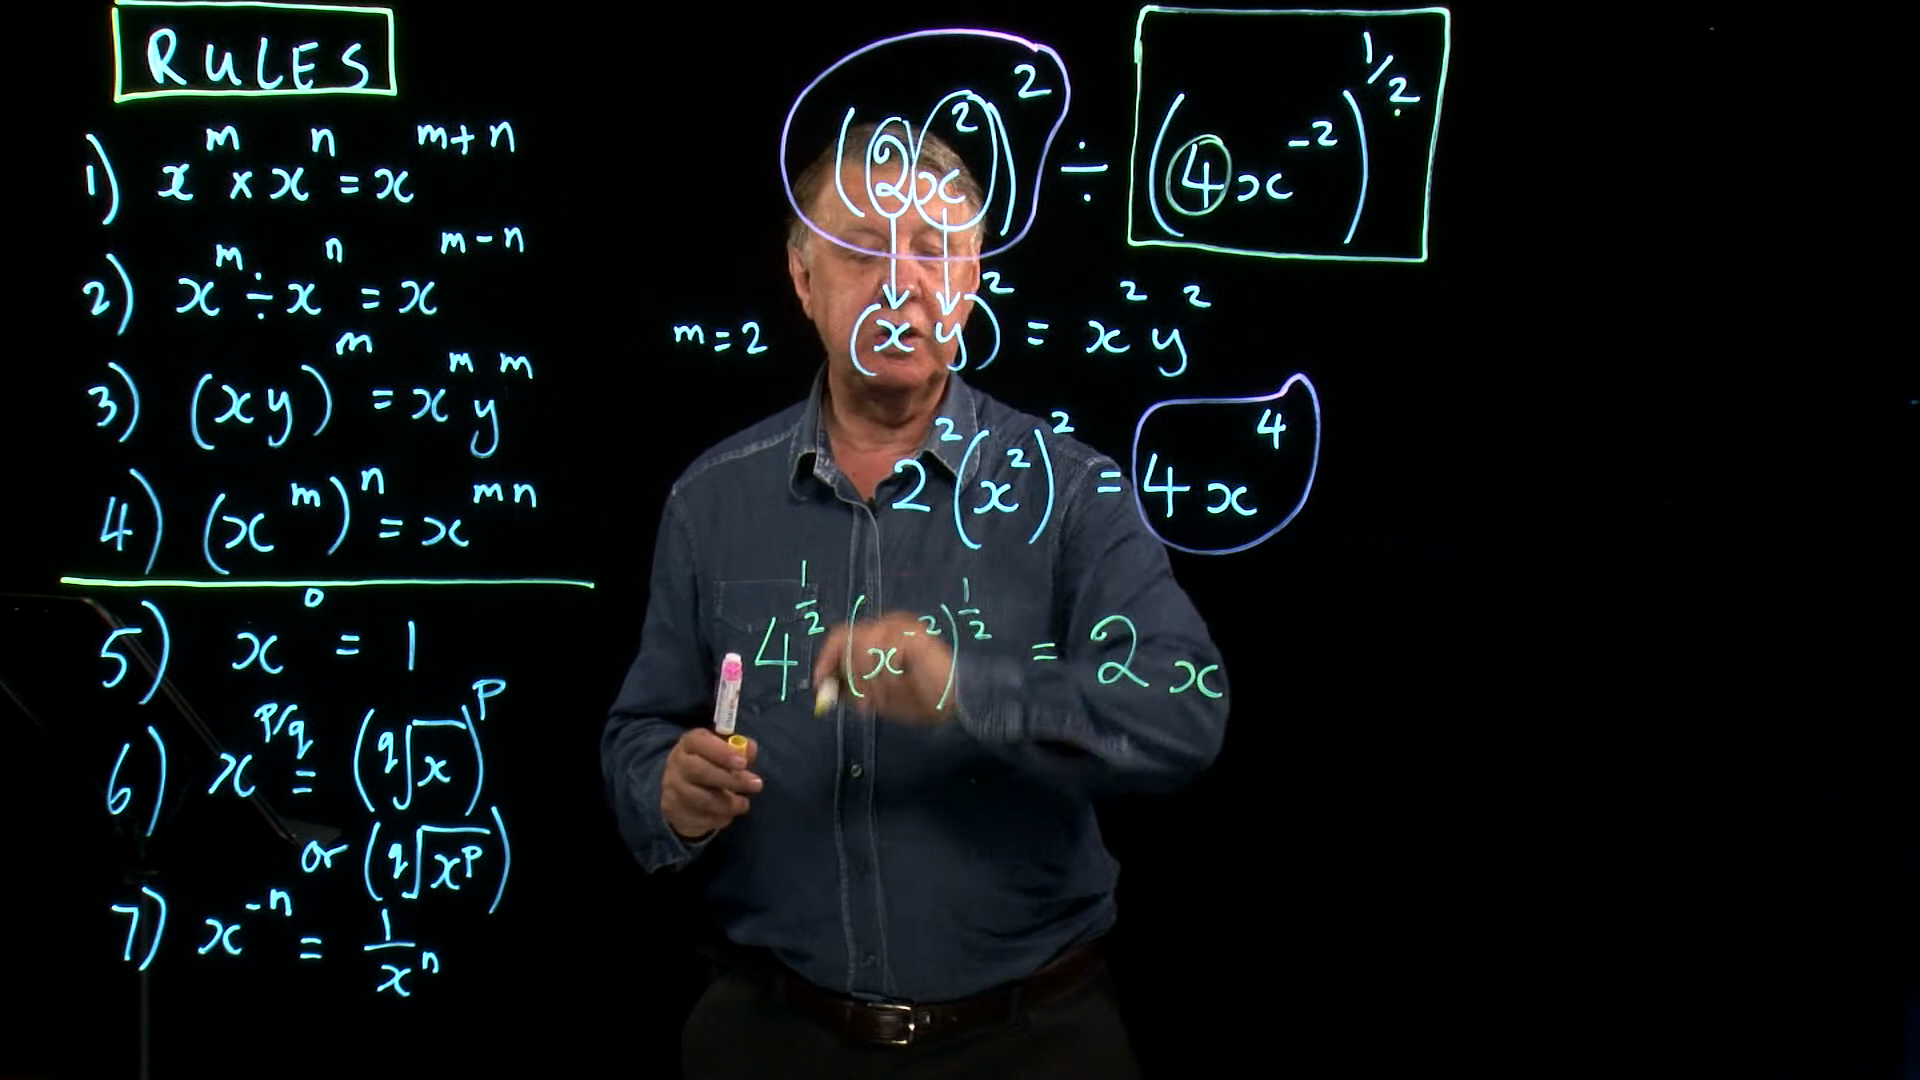 RULES
1) x^m × x^n = x^(m+n)
2) x^m ÷ x^n = x^(m-n)
3) (xy)^m = x^m y^m
4) (x^m)^n = x^(mn)
5) x^0 = 1
6) x^(p/q) = (q√x)^p
or (q√x^p)
7) x^-n = 1/x^n
(2x^2)^2 ÷ (4x^-2)^(1/2)
m=2 (xy)^2 = x^2 y^2
2^2 (x^2)^2 = 4x^4
4^(1/2) (x^-2)^(1/2) = 2x